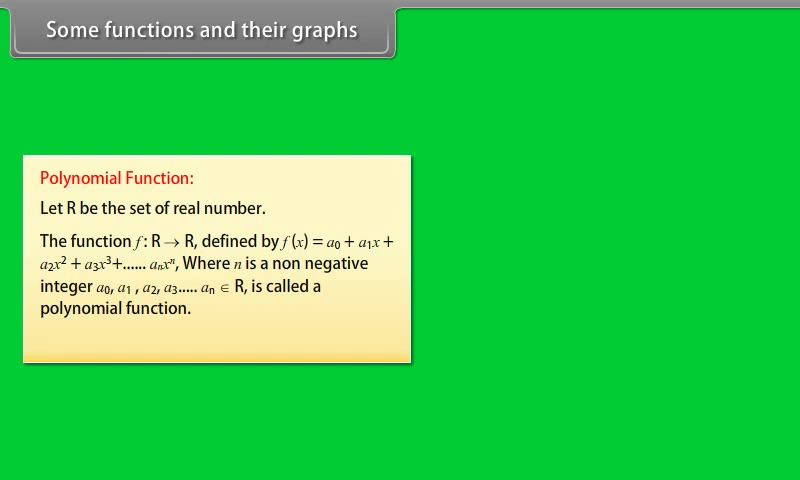 Some functions and their graphs
Polynomial Function:
Let R be the set of real number.
The function f : R → R, defined by f (x) = a₀ + a₁x +
a₂x² + a₃x³+...... aₙxⁿ, Where n is a non negative
integer a₀, a₁ , a₂, a₃..... aₙ ∈ R, is called a
polynomial function.